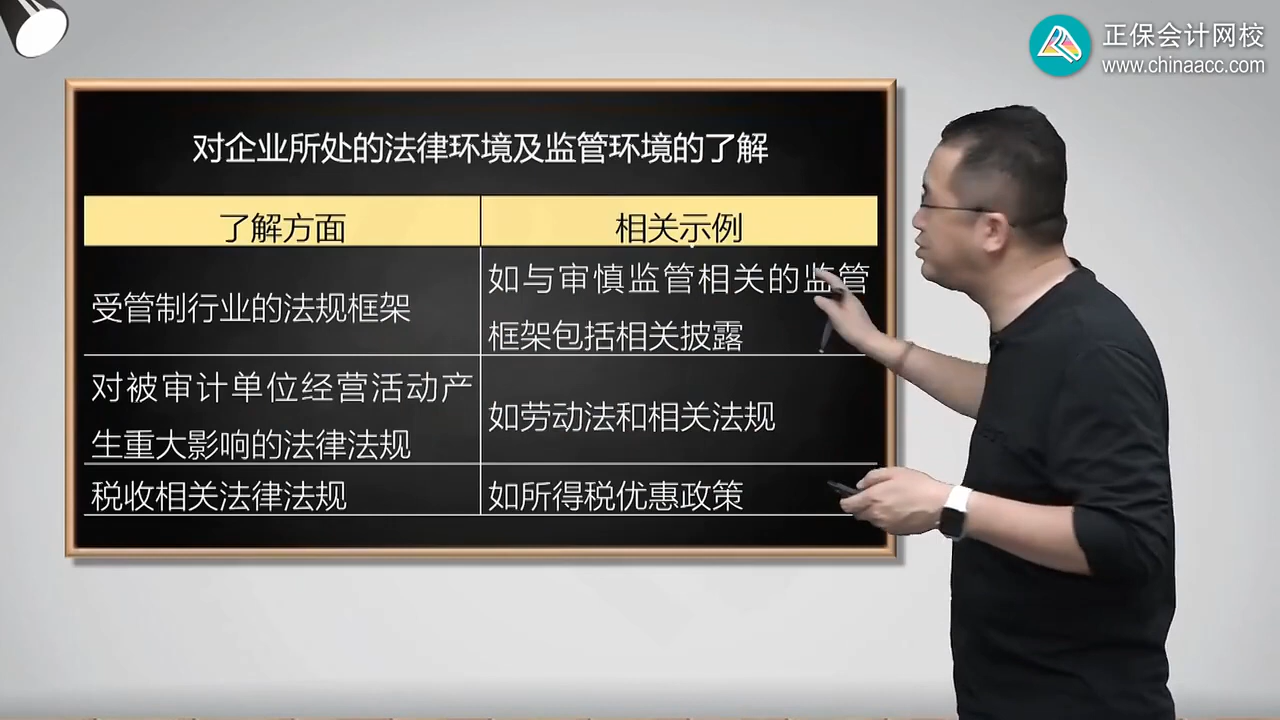 正保会计网校
www.chinaacc.com
对企业所处的法律环境及监管环境的了解
了解方面
相关示例
受管制行业的法规框架
如与审慎监管相关的监管
框架包括相关披露
对被审计单位经营活动产
生重大影响的法律法规
如劳动法和相关法规
税收相关法律法规
如所得税优惠政策